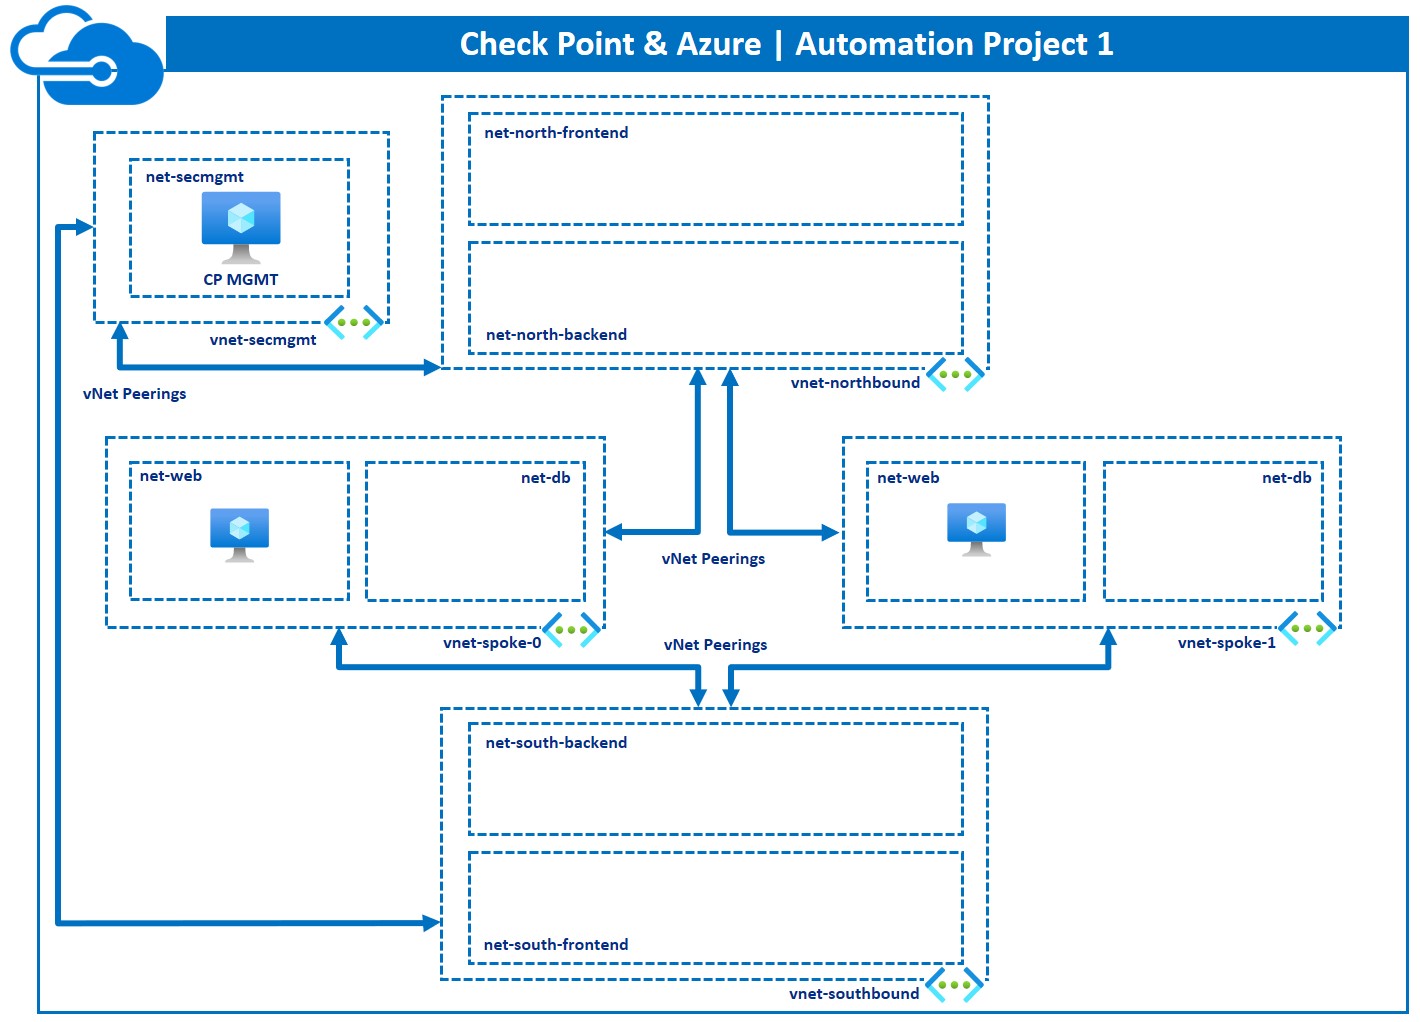 Check Point & Azure | Automation Project 1
net-north-frontend
net-secmgmt
CP MGMT
net-north-backend
vnet-secmgmt
vnet-northbound
vNet Peerings
net-web
net-db
net-web
net-db
vNet Peerings
vnet-spoke-0
vNet Peerings
vnet-spoke-1
net-south-backend
net-south-frontend
vnet-southbound